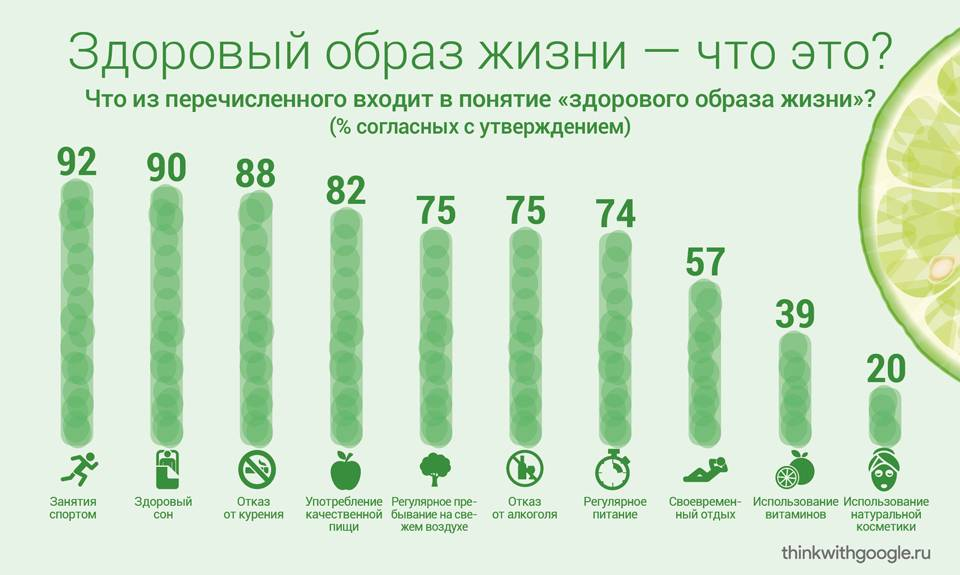 Здоровый образ жизни — что это?
Что из перечисленного входит в понятие «здорового образа жизни»?
(% согласных с утверждением)
92
90
88
82
75
75
74
57
39
20
Занятия
спортом
Здоровый
сон
Отказ
от курения
Употребление
качественной
пищи
Регулярное пре-
бывание на све-
жем воздухе
Отказ
от алкоголя
Регулярное
питание
Своевремен-
ный отдых
Использование
витаминов
Использование
натуральной
косметики
thinkwithgoogle.ru